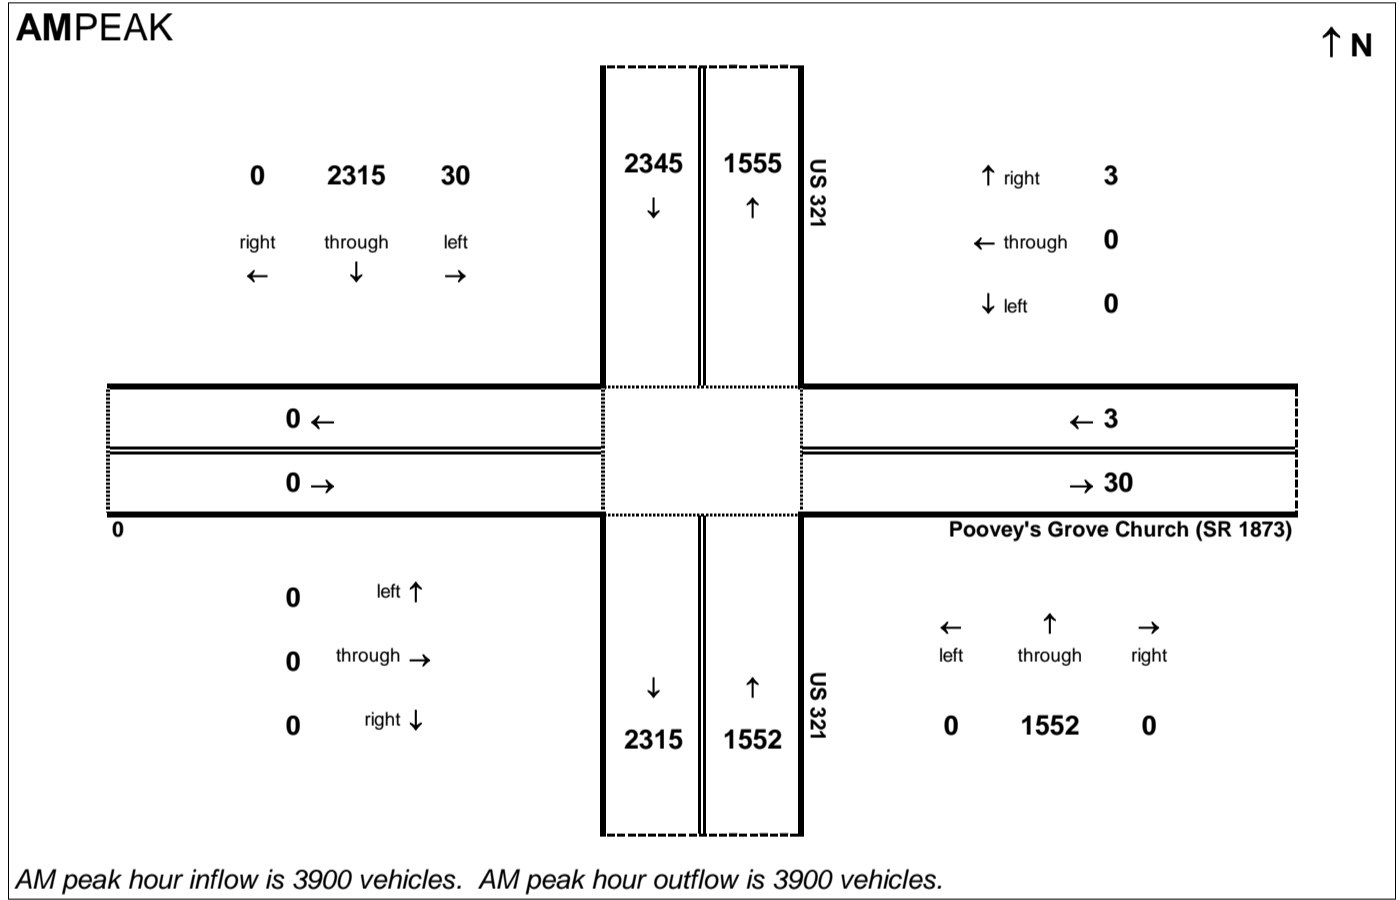 AMPEAK
↑ N
0 2315 30
right through left
← ↓ →
2345 1555
↓ ↑
US 321
↑ right 3
← through 0
↓ left 0
0 ←
← 3
0 →
→ 30
0
Poovey's Grove Church (SR 1873)
0 left ↑
0 through →
0 right ↓
↓ ↑
2315 1552
US 321
← ↑ →
left through right
0 1552 0
AM peak hour inflow is 3900 vehicles. AM peak hour outflow is 3900 vehicles.